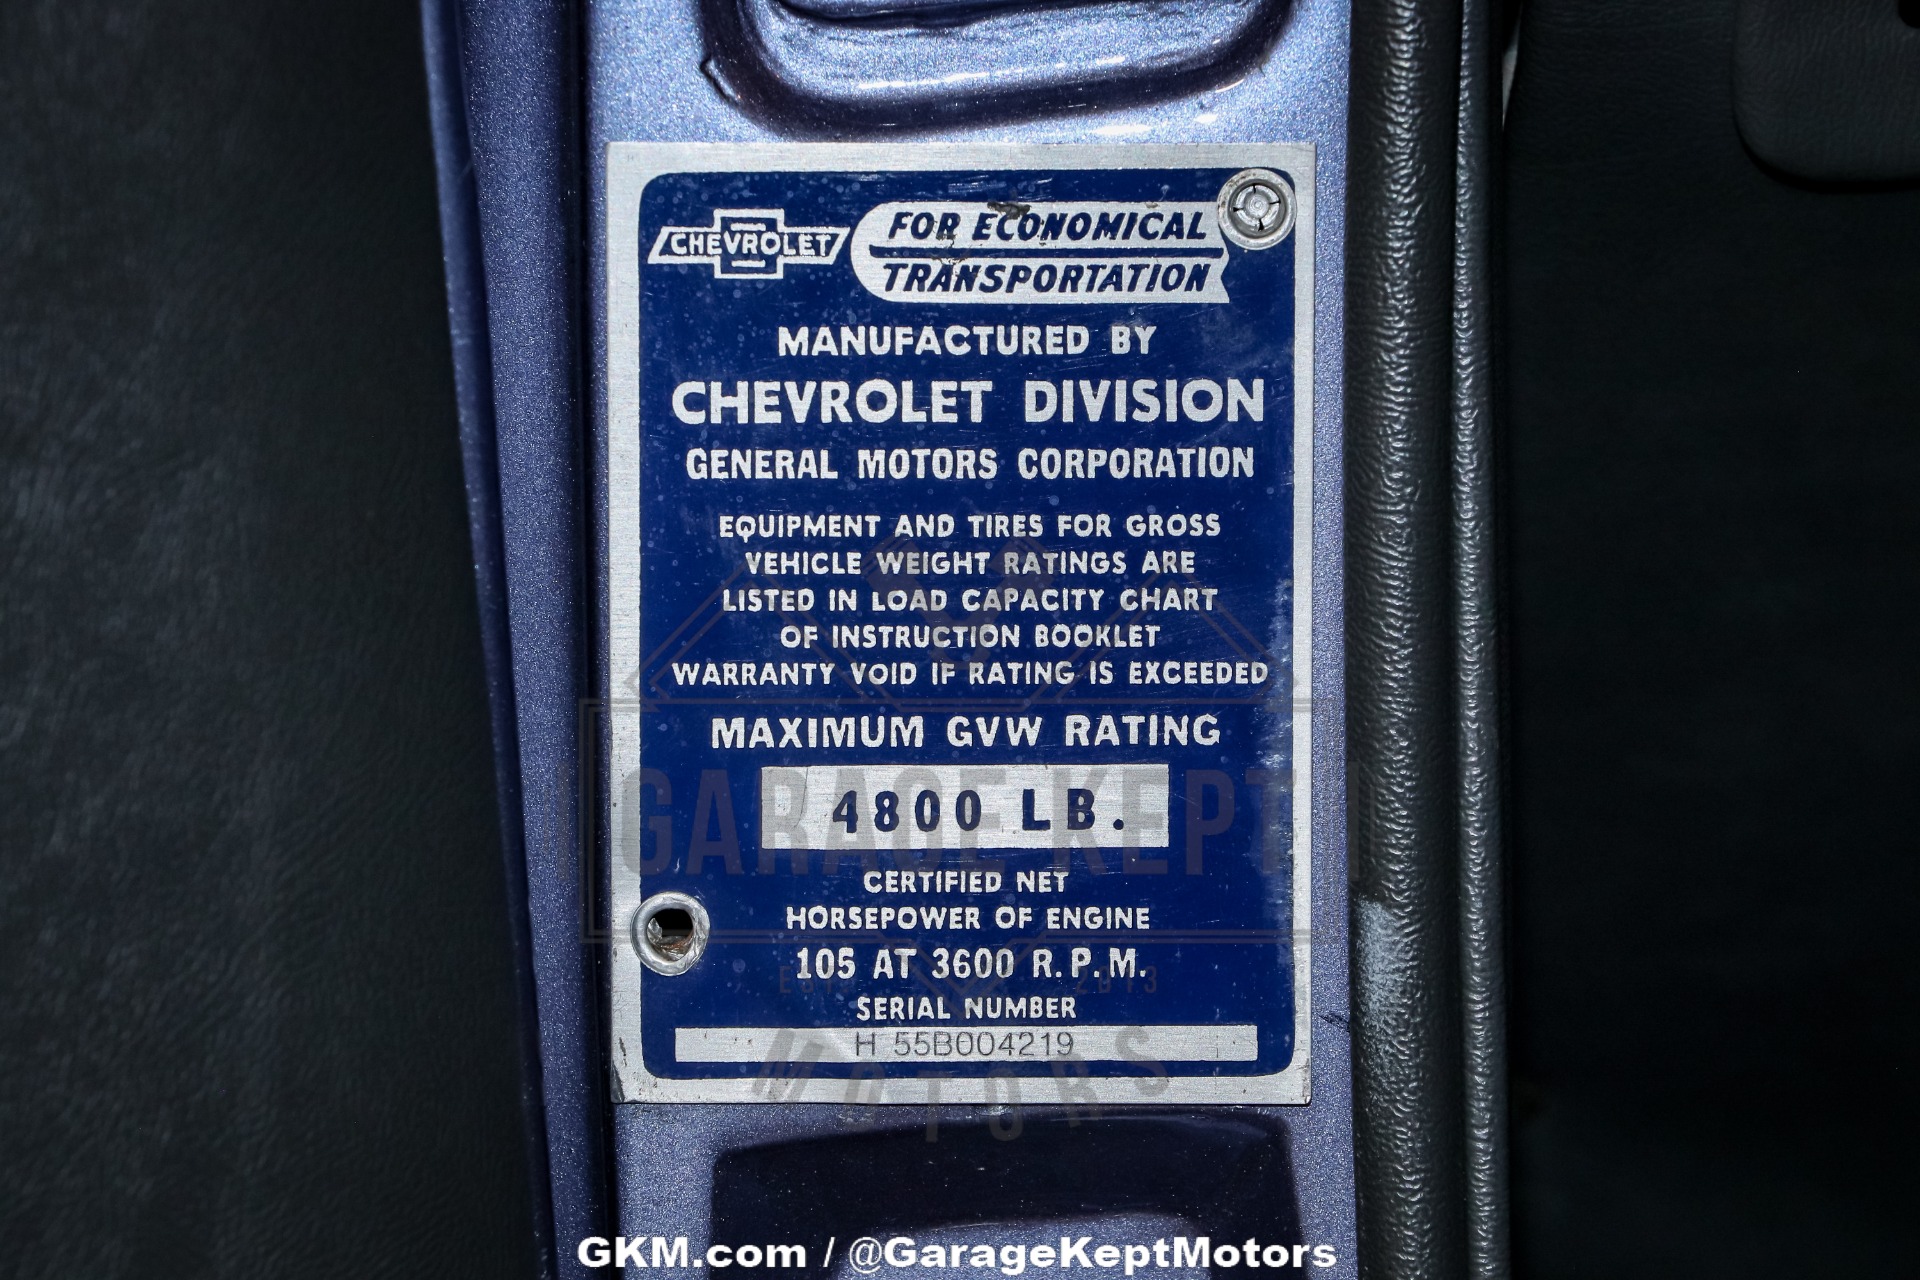 CHEVROLET
FOR ECONOMICAL
TRANSPORTATION
MANUFACTURED BY
CHEVROLET DIVISION
GENERAL MOTORS CORPORATION
EQUIPMENT AND TIRES FOR GROSS
VEHICLE WEIGHT RATINGS ARE
LISTED IN LOAD CAPACITY CHART
OF INSTRUCTION BOOKLET
WARRANTY VOID IF RATING IS EXCEEDED
MAXIMUM GVW RATING
4800 LB.
GARAGE KEPT
CERTIFIED NET
HORSEPOWER OF ENGINE
105 AT 3600 R.P.M.
2013
SERIAL NUMBER
H 55B004219
MOTORS
GKM.com / @GarageKeptMotors